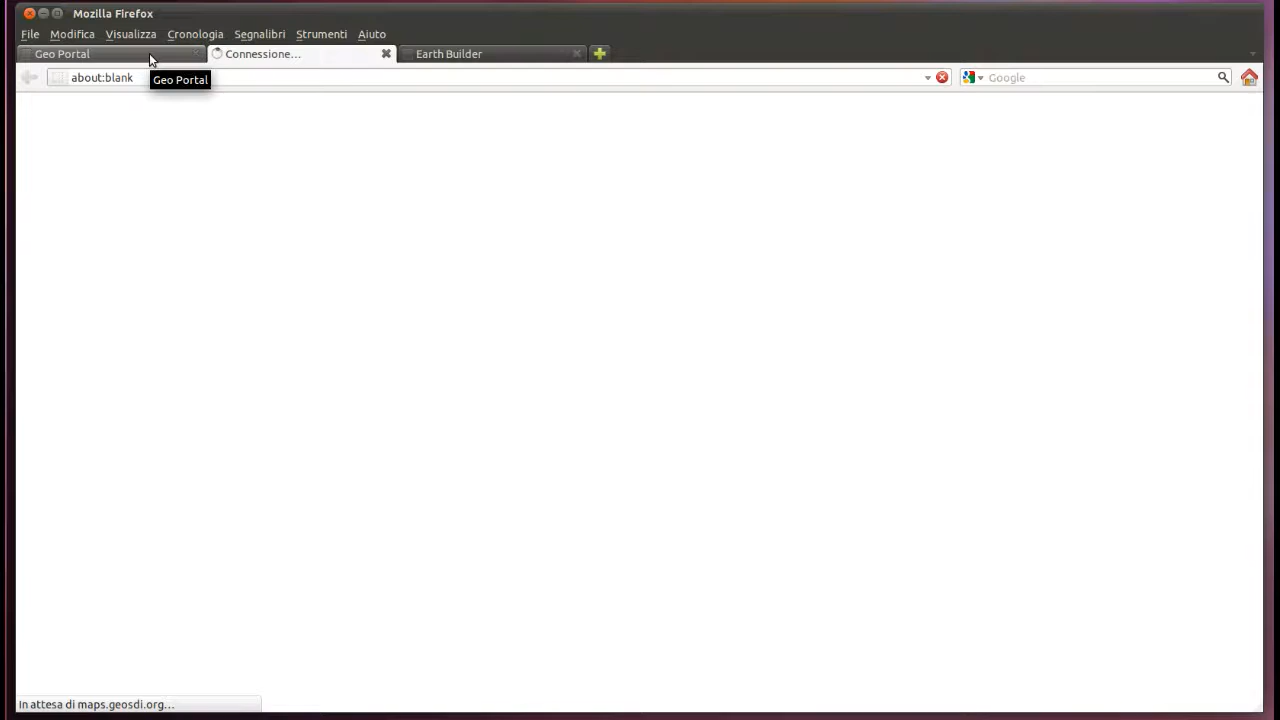 Mozilla Firefox
File Modifica Visualizza Cronologia Segnalibri Strumenti Aiuto
Geo Portal Connessione... Earth Builder
about:blank Google
Geo Portal
In attesa di maps.geosdi.org...